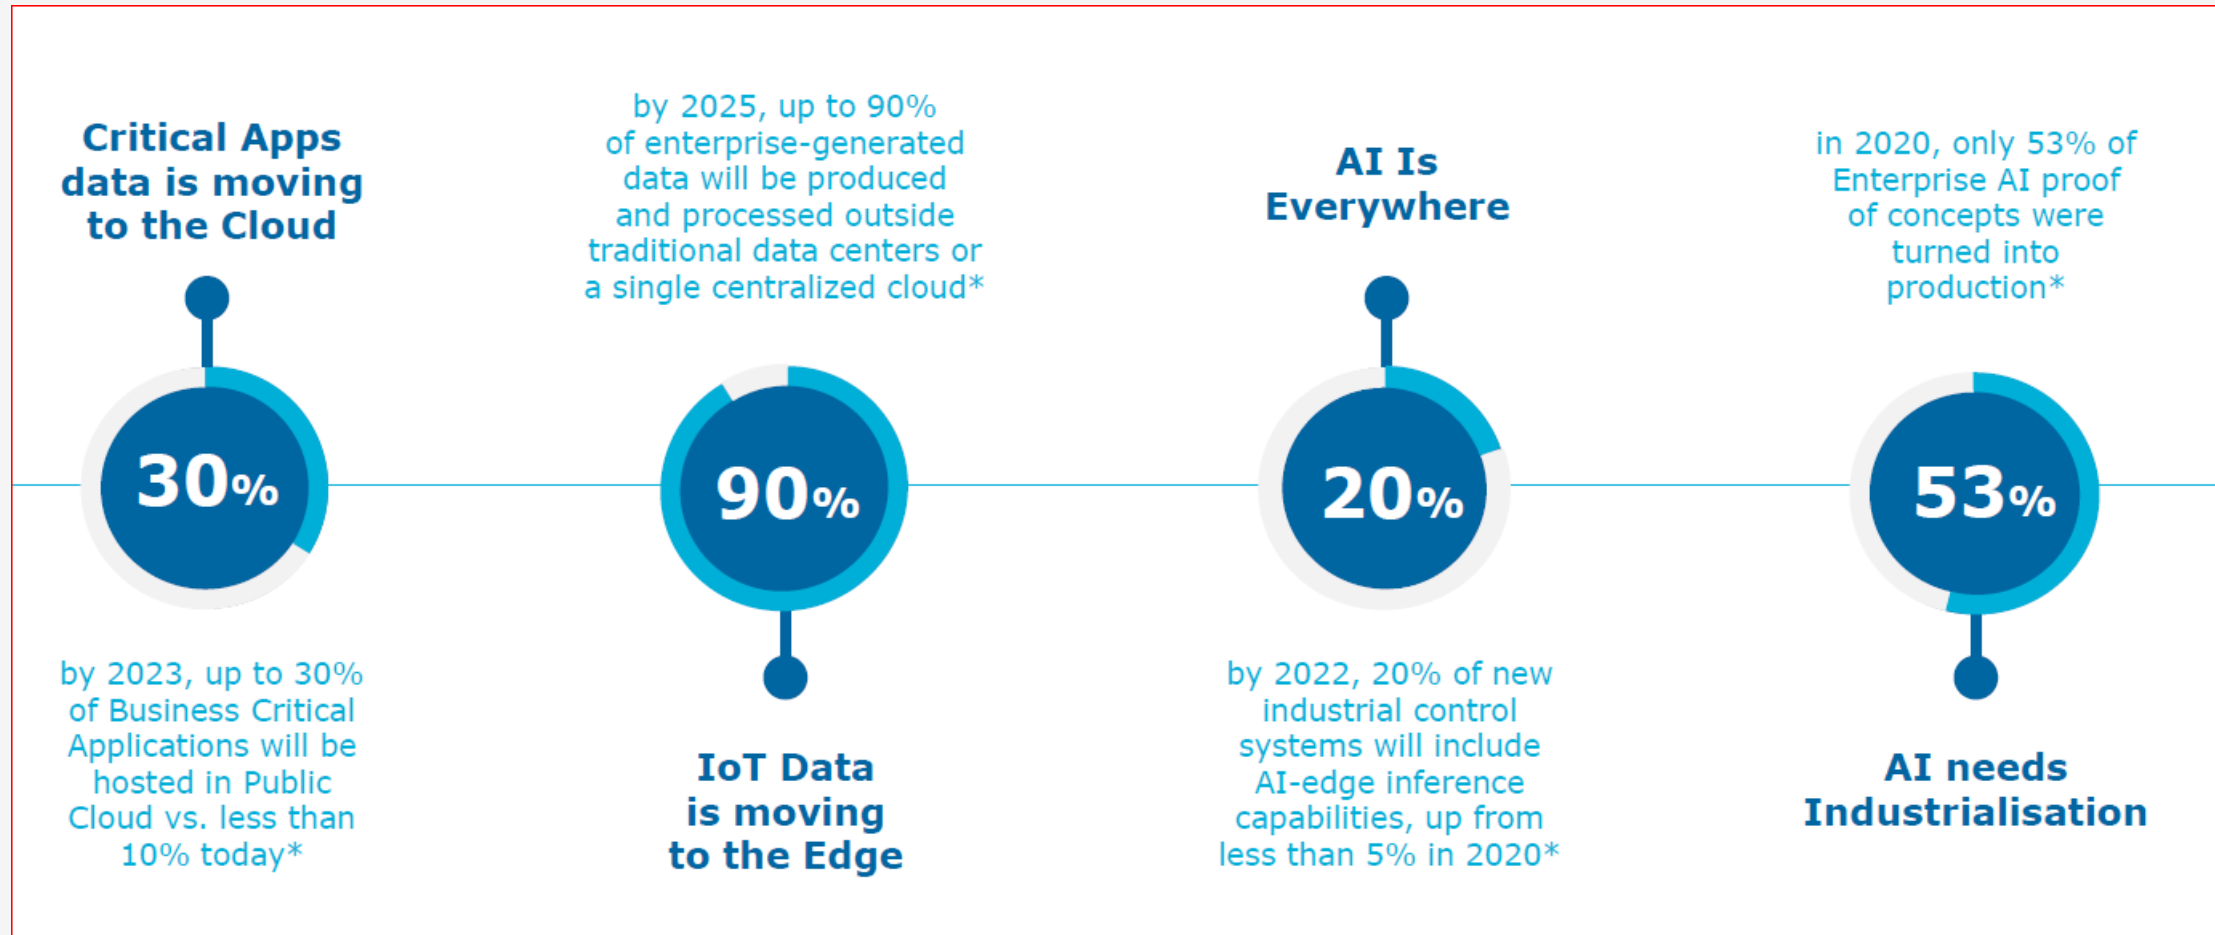 Critical Apps
data is moving
to the Cloud
30%
by 2023, up to 30%
of Business Critical
Applications will be
hosted in Public
Cloud vs. less than
10% today*
by 2025, up to 90%
of enterprise-generated
data will be produced
and processed outside
traditional data centers or
a single centralized cloud*
90%
IoT Data
is moving
to the Edge
AI Is
Everywhere
20%
by 2022, 20% of new
industrial control
systems will include
AI-edge inference
capabilities, up from
less than 5% in 2020*
in 2020, only 53% of
Enterprise AI proof
of concepts were
turned into
production*
53%
AI needs
Industrialisation